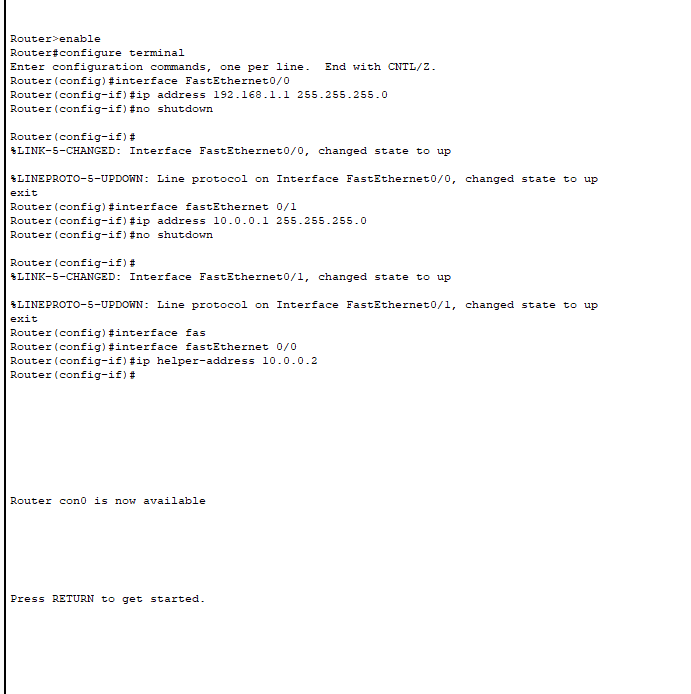 Router>enable
Router#configure terminal
Enter configuration commands, one per line.  End with CNTL/Z.
Router(config)#interface FastEthernet0/0
Router(config-if)#ip address 192.168.1.1 255.255.255.0
Router(config-if)#no shutdown
Router(config-if)#
%LINK-5-CHANGED: Interface FastEthernet0/0, changed state to up
%LINEPROTO-5-UPDOWN: Line protocol on Interface FastEthernet0/0, changed state to up
exit
Router(config)#interface fastEthernet 0/1
Router(config-if)#ip address 10.0.0.1 255.255.255.0
Router(config-if)#no shutdown
Router(config-if)#
%LINK-5-CHANGED: Interface FastEthernet0/1, changed state to up
%LINEPROTO-5-UPDOWN: Line protocol on Interface FastEthernet0/1, changed state to up
exit
Router(config)#interface fas
Router(config)#interface fastEthernet 0/0
Router(config-if)#ip helper-address 10.0.0.2
Router(config-if)#
Router con0 is now available
Press RETURN to get started.